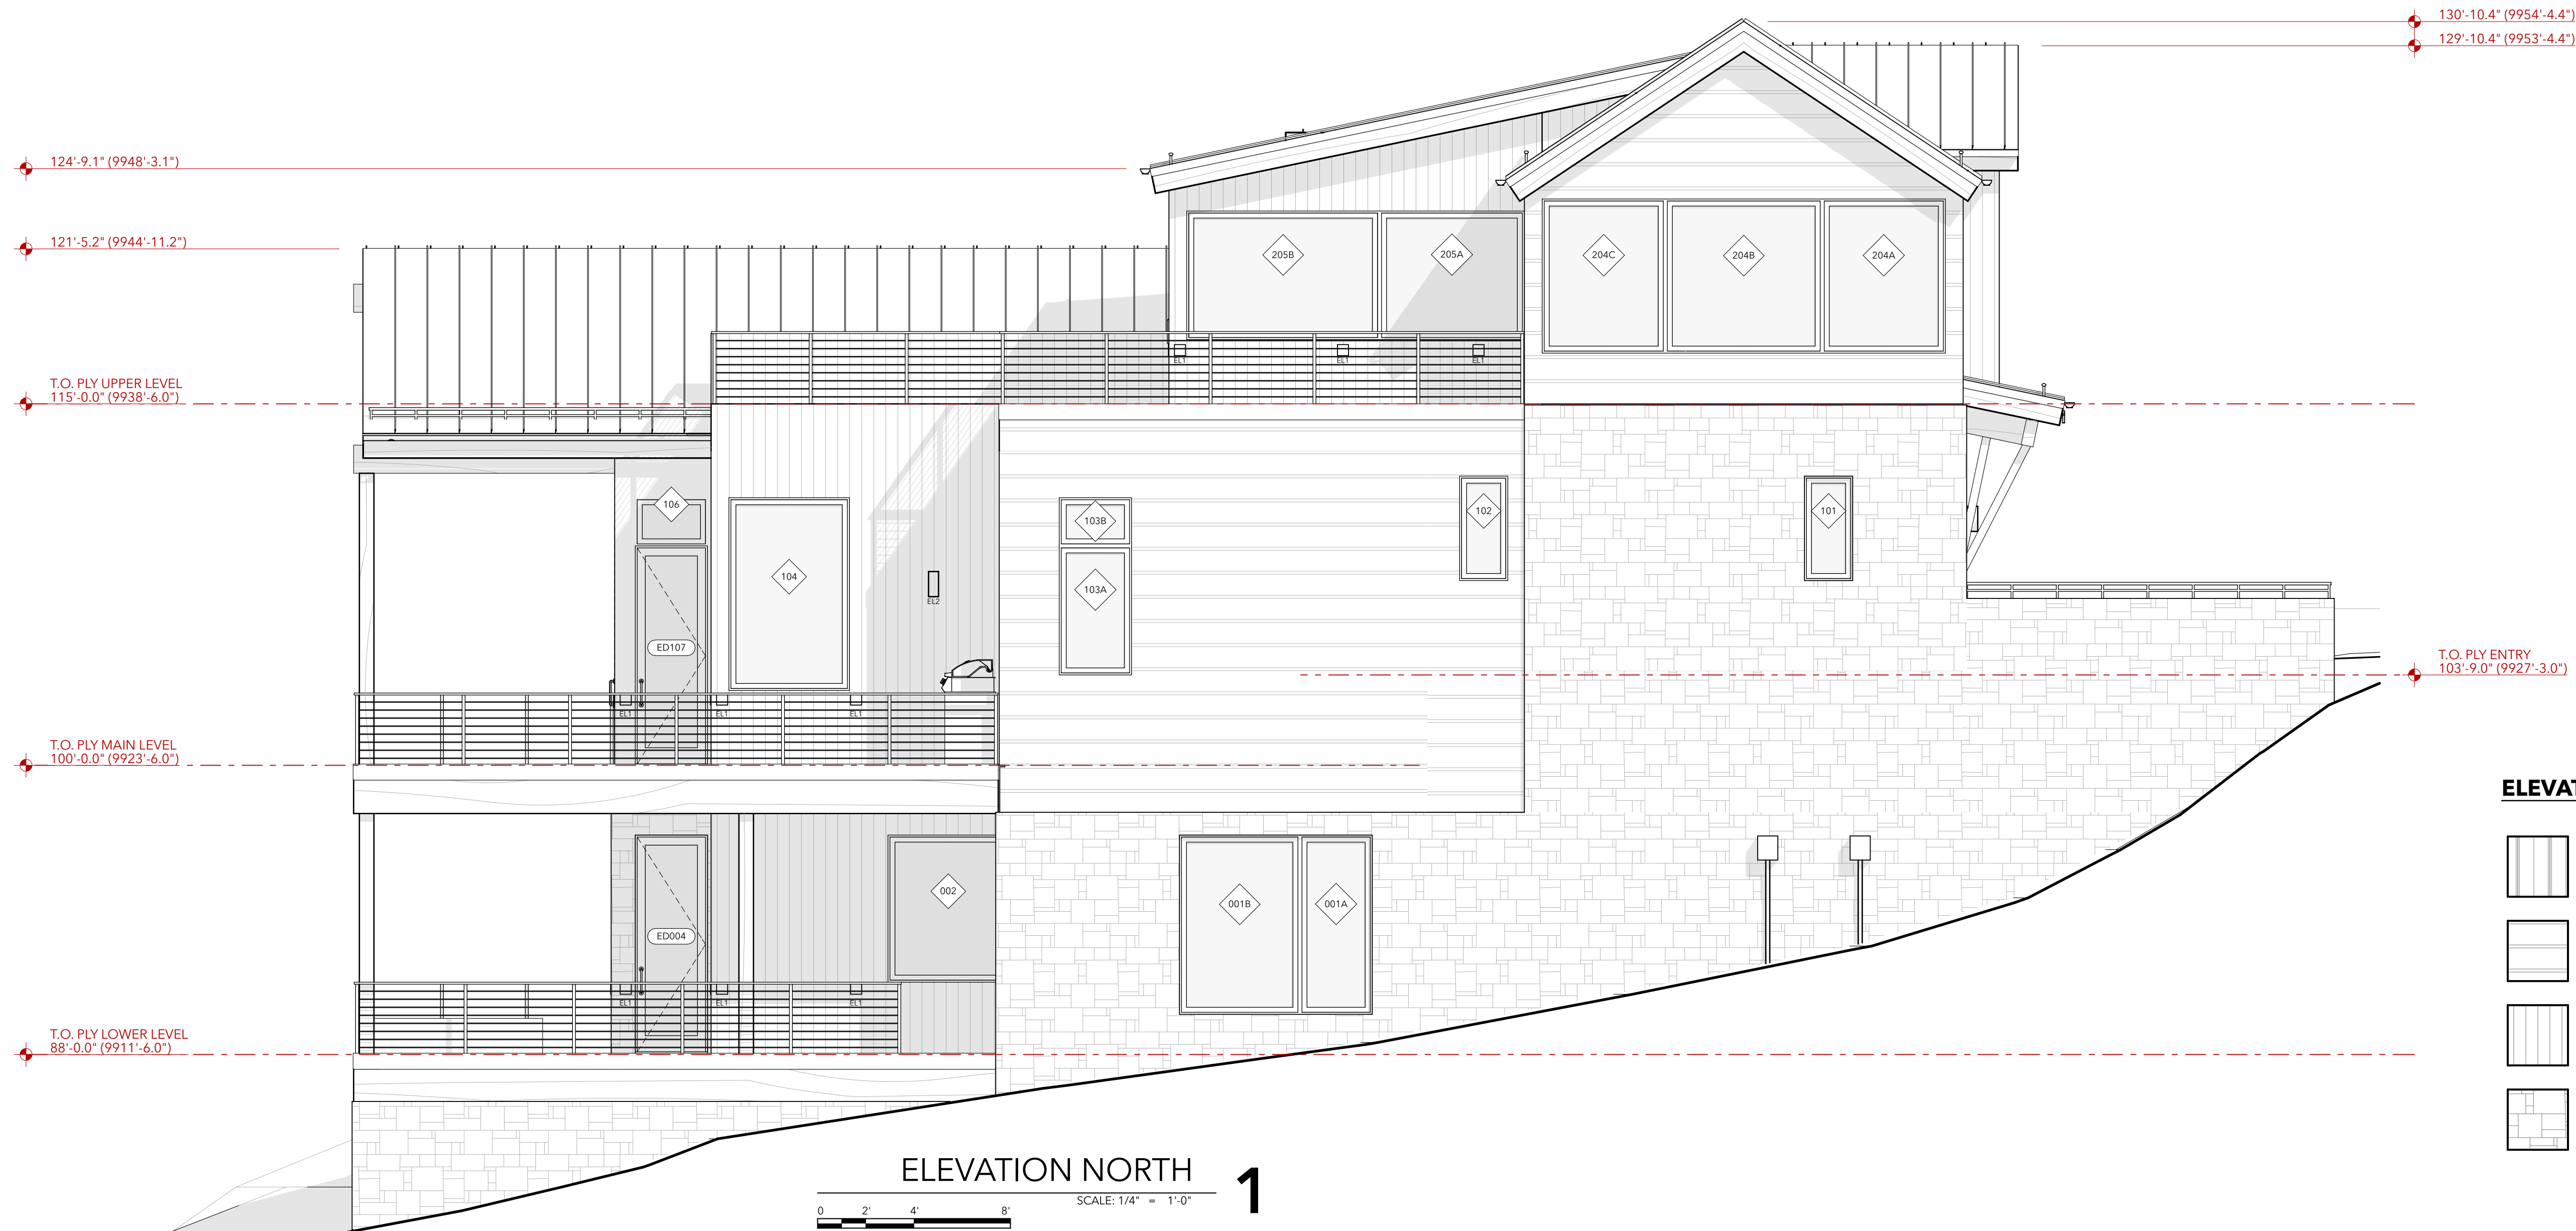 130'-10.4" (9954'-4.4")
129'-10.4" (9953'-4.4")
124'-9.1" (9948'-3.1")
121'-5.2" (9944'-11.2")
205B
205A
204C
204B
204A
EL1
EL1
EL1
T.O. PLY UPPER LEVEL
115'-0.0" (9938'-6.0")
106
104
103B
102
101
103A
EL2
ED107
T.O. PLY ENTRY
103'-9.0" (9927'-3.0")
EL1
EL1
EL1
T.O. PLY MAIN LEVEL
100'-0.0" (9923'-6.0")
ELEVAT
002
001B
001A
ED004
EL1
EL1
EL1
T.O. PLY LOWER LEVEL
88'-0.0" (9911'-6.0")
ELEVATION NORTH
1
SCALE: 1/4" = 1'-0"
0 2' 4' 8'